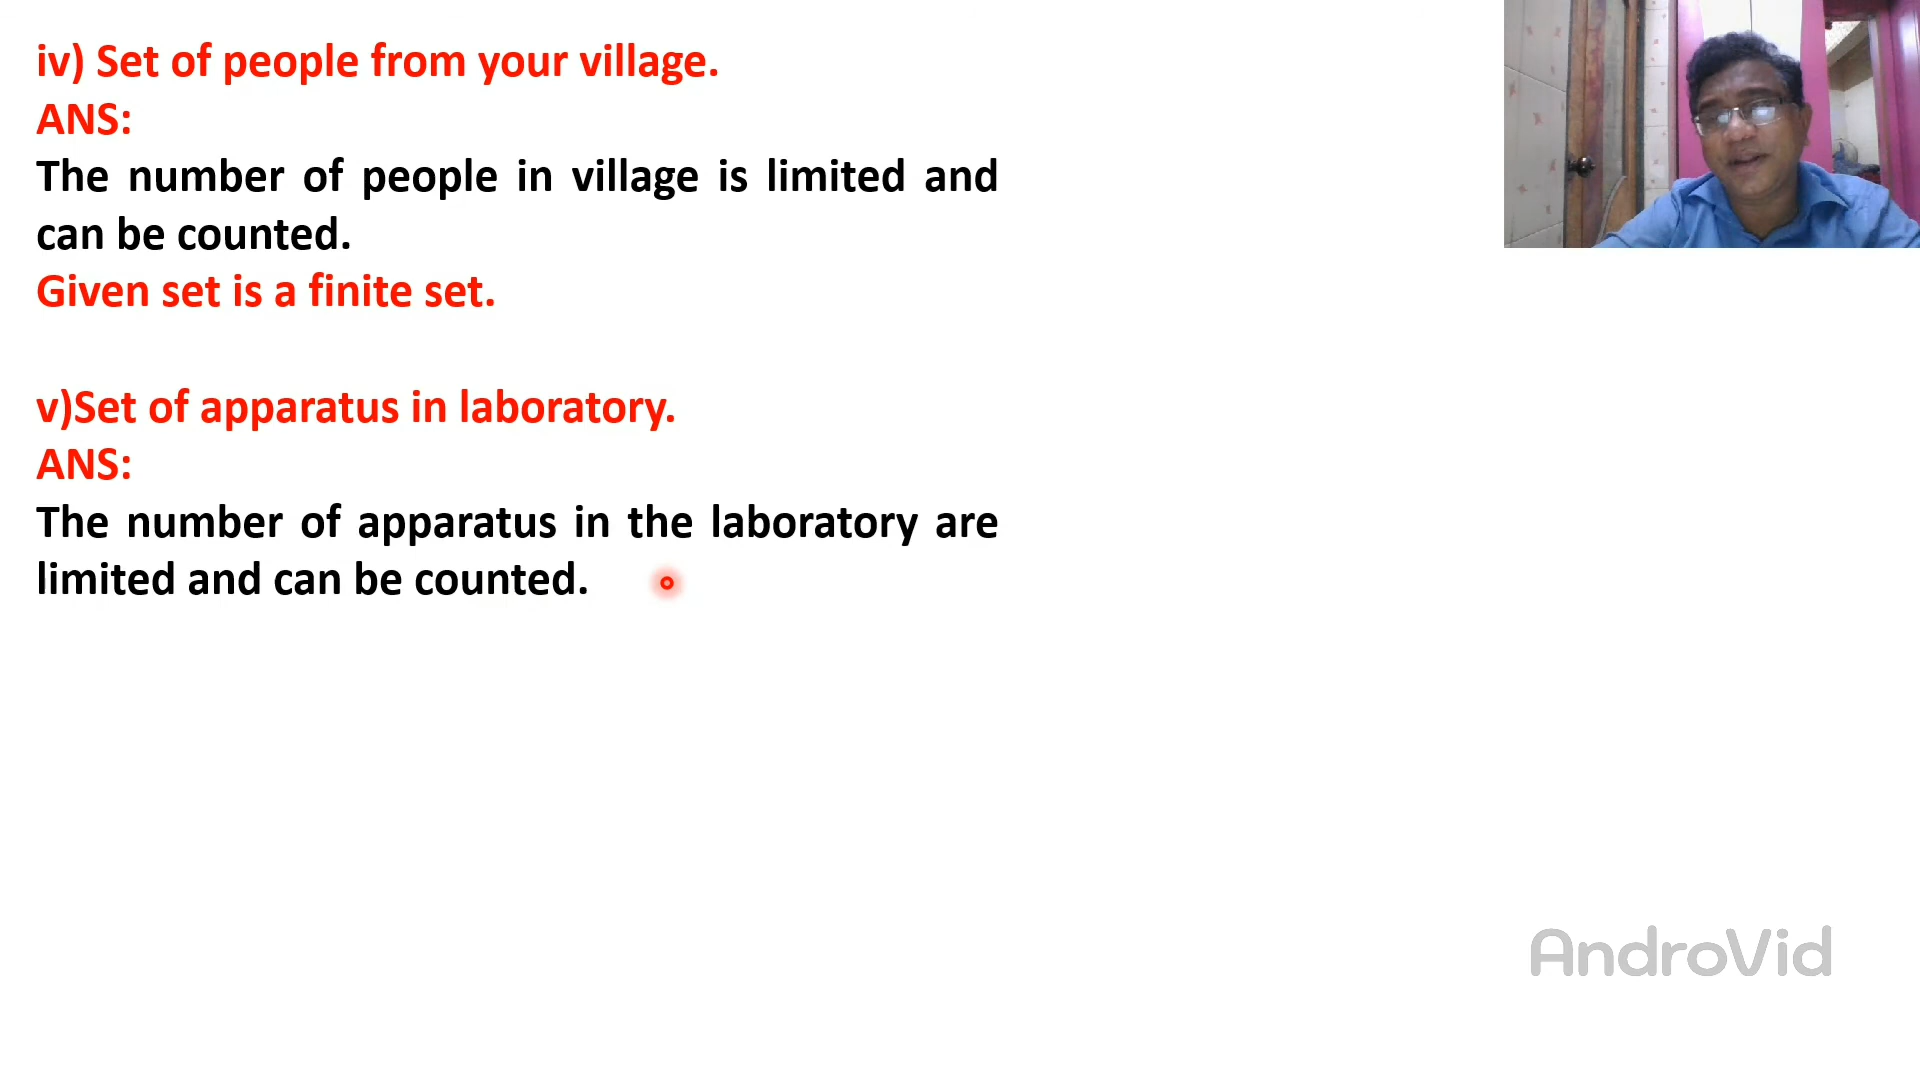 iv) Set of people from your village.
ANS:
The number of people in village is limited and
can be counted.
Given set is a finite set.
v)Set of apparatus in laboratory.
ANS:
The number of apparatus in the laboratory are
limited and can be counted.
AndroVid